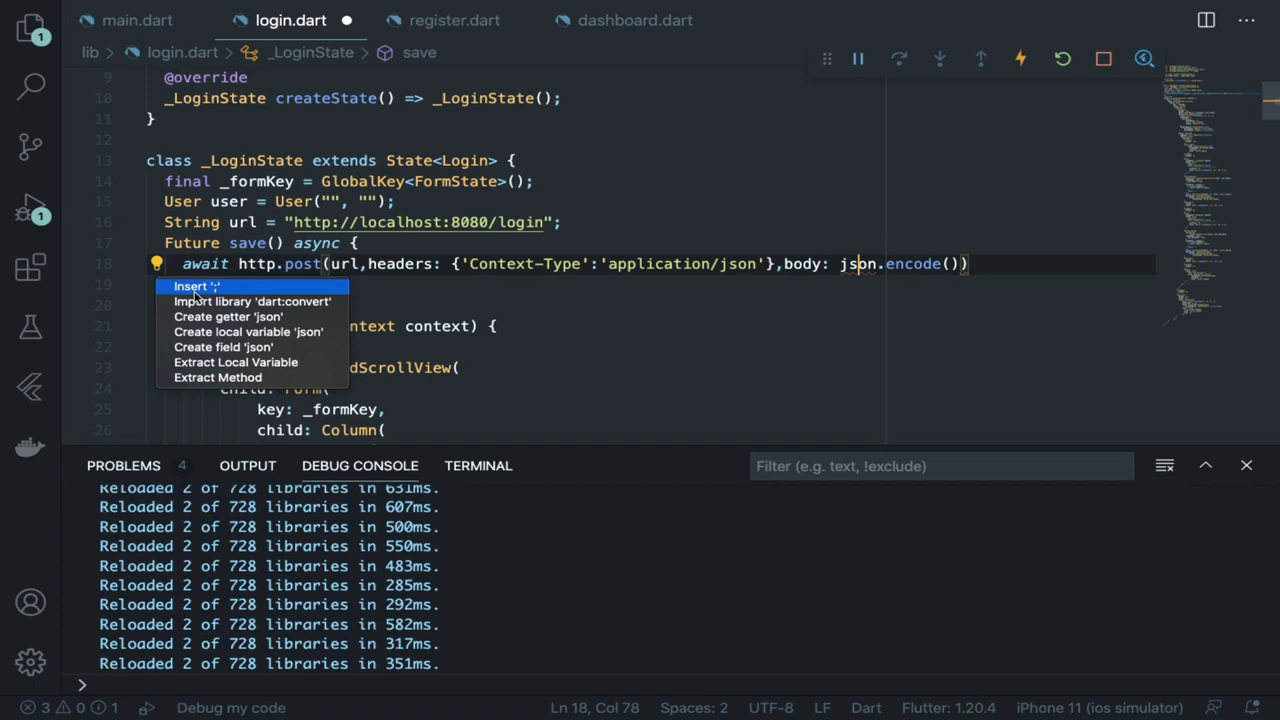 main.dart login.dart register.dart dashboard.dart
lib > login.dart > _LoginState > save
9 @override
10 _LoginState createState() => _LoginState();
11 }
12
13 class _LoginState extends State<Login> {
14 final _formKey = GlobalKey<FormState>();
15 User user = User("", "");
16 String url = "http://localhost:8080/login";
17 Future save() async {
18 await http.post(url,headers: {'Context-Type':'application/json'},body: json.encode())
Insert ';'
Import library 'dart:convert'
Create getter 'json'
Create local variable 'json'
Create field 'json'
Extract Local Variable
Extract Method
19
20
21 ntext context) {
22
23 dScrollView(
24 child: Form(
25 key: _formKey,
26 child: Column(
PROBLEMS 4 OUTPUT DEBUG CONSOLE TERMINAL Filter (e.g. text, !exclude)
Reloaded 2 of 728 libraries in 631ms.
Reloaded 2 of 728 libraries in 607ms.
Reloaded 2 of 728 libraries in 500ms.
Reloaded 2 of 728 libraries in 550ms.
Reloaded 2 of 728 libraries in 483ms.
Reloaded 2 of 728 libraries in 285ms.
Reloaded 2 of 728 libraries in 292ms.
Reloaded 2 of 728 libraries in 582ms.
Reloaded 2 of 728 libraries in 317ms.
Reloaded 2 of 728 libraries in 351ms.
>
1
1
3 0 1 Debug my code Ln 18, Col 78 Spaces: 2 UTF-8 LF Dart Flutter: 1.20.4 iPhone 11 (ios simulator)